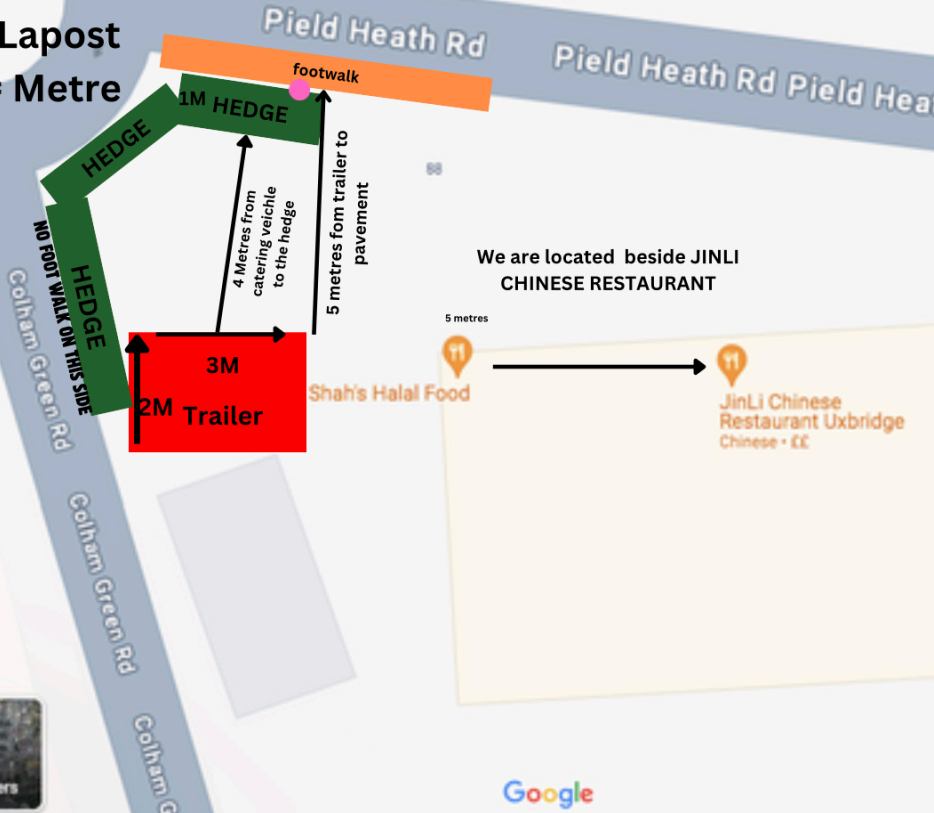 Lapost
= Metre
Pield Heath Rd
Pield Heath Rd Pield Hea
footwalk
1M HEDGE
HEDGE
HEDGE
NO FOOT WALK ON THIS SIDE
4 Metres from
catering veichle
to the hedge
5 metres fom trailer to
pavement
88
We are located beside JINLI
CHINESE RESTAURANT
5 metres
3M
2M Trailer
Shah's Halal Food
JinLi Chinese
Restaurant Uxbridge
Chinese • ££
Colham Green Rd
Colham Green Rd
Colham G
ers
Google